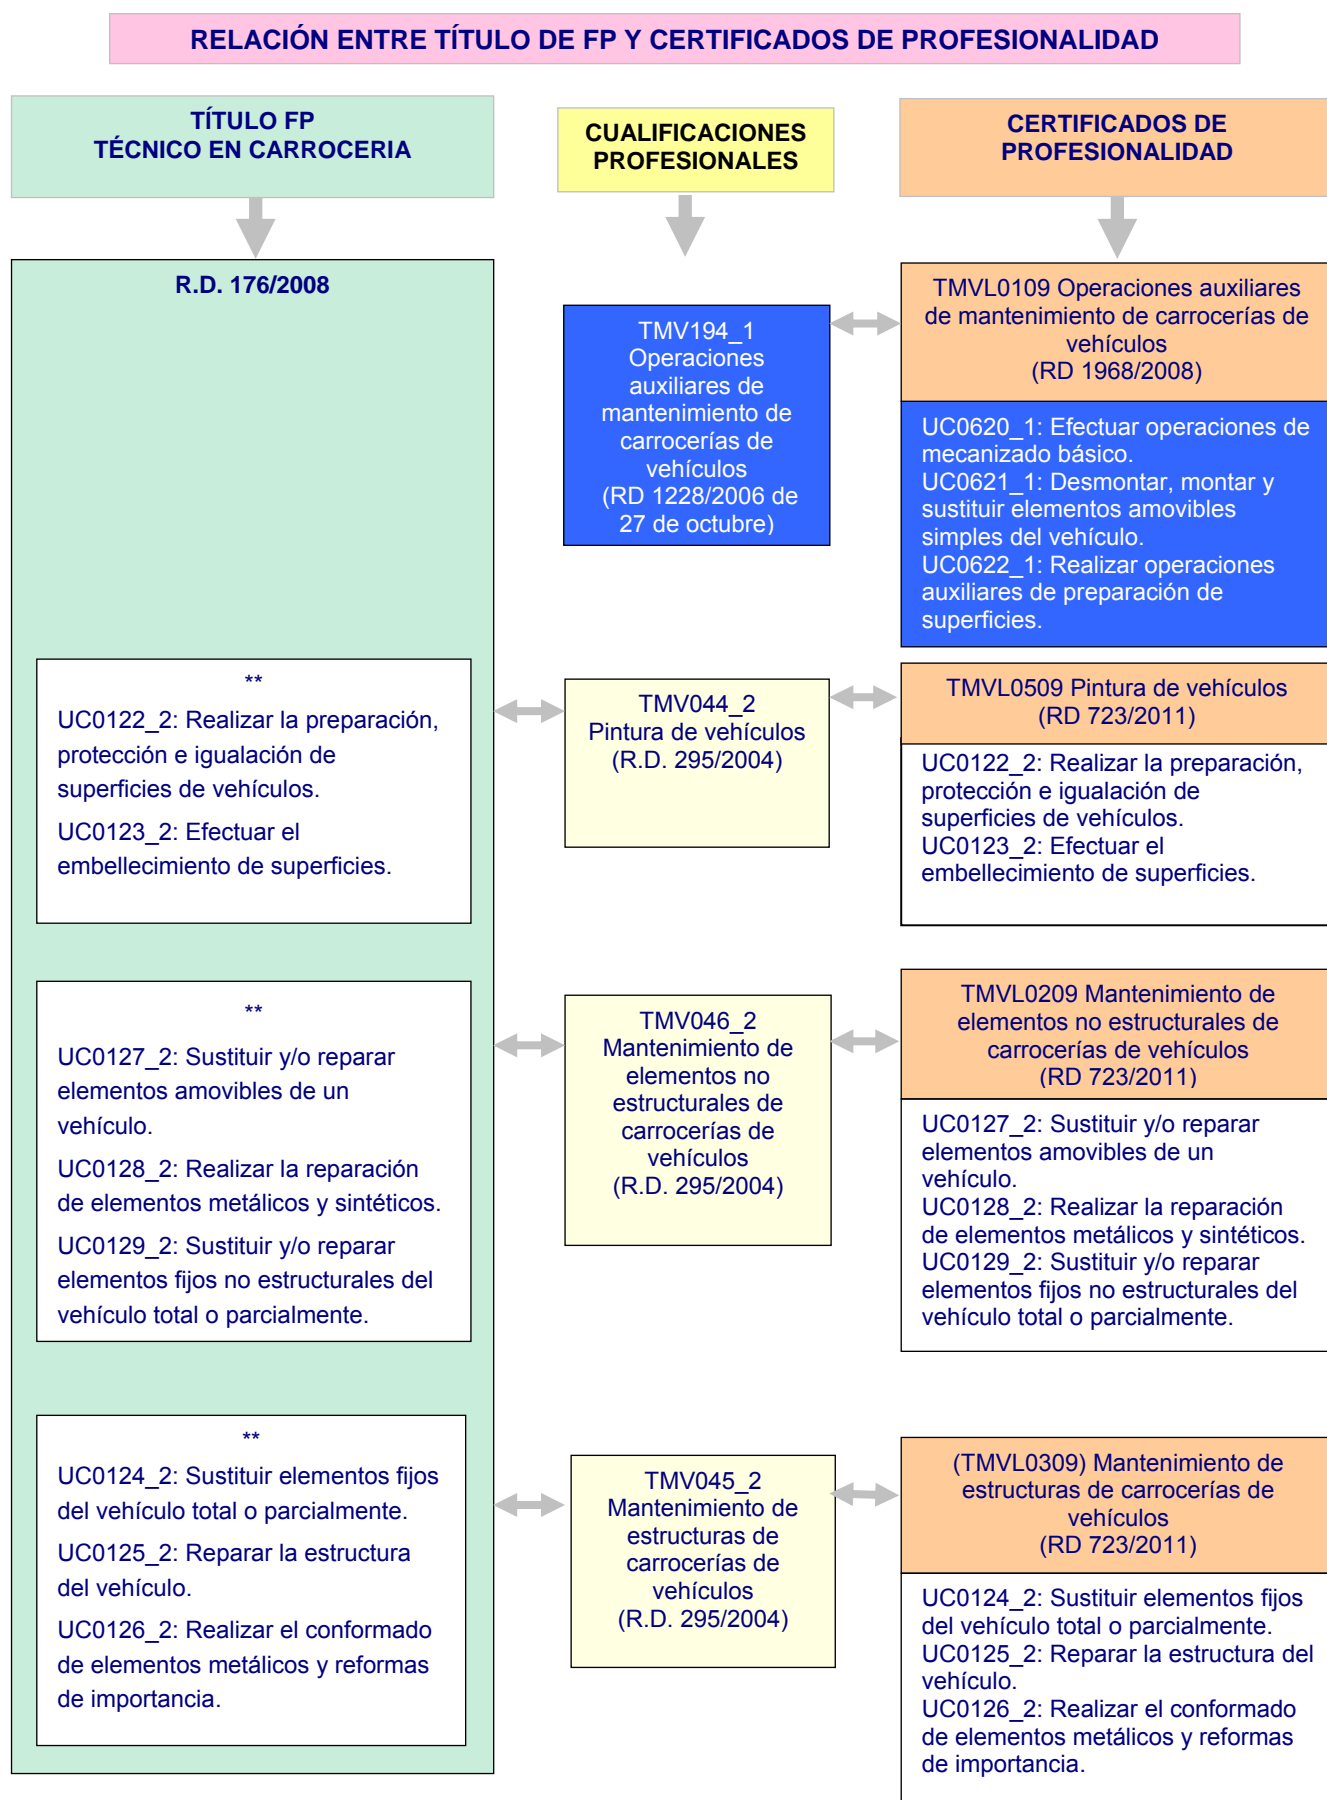 RELACIÓN ENTRE TÍTULO DE FP Y CERTIFICADOS DE PROFESIONALIDAD
TÍTULO FP
TÉCNICO EN CARROCERIA
CUALIFICACIONES
PROFESIONALES
CERTIFICADOS DE
PROFESIONALIDAD
R.D. 176/2008
TMV194_1
Operaciones
auxiliares de
mantenimiento de
carrocerías de
vehículos
(RD 1228/2006 de
27 de octubre)
TMVL0109 Operaciones auxiliares
de mantenimiento de carrocerías de
vehículos
(RD 1968/2008)
UC0620_1: Efectuar operaciones de
mecanizado básico.
UC0621_1: Desmontar, montar y
sustituir elementos amovibles
simples del vehículo.
UC0622_1: Realizar operaciones
auxiliares de preparación de
superficies.
**
UC0122_2: Realizar la preparación,
protección e igualación de
superficies de vehículos.
UC0123_2: Efectuar el
embellecimiento de superficies.
TMV044_2
Pintura de vehículos
(R.D. 295/2004)
TMVL0509 Pintura de vehículos
(RD 723/2011)
UC0122_2: Realizar la preparación,
protección e igualación de
superficies de vehículos.
UC0123_2: Efectuar el
embellecimiento de superficies.
**
UC0127_2: Sustituir y/o reparar
elementos amovibles de un
vehículo.
UC0128_2: Realizar la reparación
de elementos metálicos y sintéticos.
UC0129_2: Sustituir y/o reparar
elementos fijos no estructurales del
vehículo total o parcialmente.
TMV046_2
Mantenimiento de
elementos no
estructurales de
carrocerías de
vehículos
(R.D. 295/2004)
TMVL0209 Mantenimiento de
elementos no estructurales de
carrocerías de vehículos
(RD 723/2011)
UC0127_2: Sustituir y/o reparar
elementos amovibles de un
vehículo.
UC0128_2: Realizar la reparación
de elementos metálicos y sintéticos.
UC0129_2: Sustituir y/o reparar
elementos fijos no estructurales del
vehículo total o parcialmente.
**
UC0124_2: Sustituir elementos fijos
del vehículo total o parcialmente.
UC0125_2: Reparar la estructura
del vehículo.
UC0126_2: Realizar el conformado
de elementos metálicos y reformas
de importancia.
TMV045_2
Mantenimiento de
estructuras de
carrocerías de
vehículos
(R.D. 295/2004)
(TMVL0309) Mantenimiento de
estructuras de carrocerías de
vehículos
(RD 723/2011)
UC0124_2: Sustituir elementos fijos
del vehículo total o parcialmente.
UC0125_2: Reparar la estructura del
vehículo.
UC0126_2: Realizar el conformado
de elementos metálicos y reformas
de importancia.